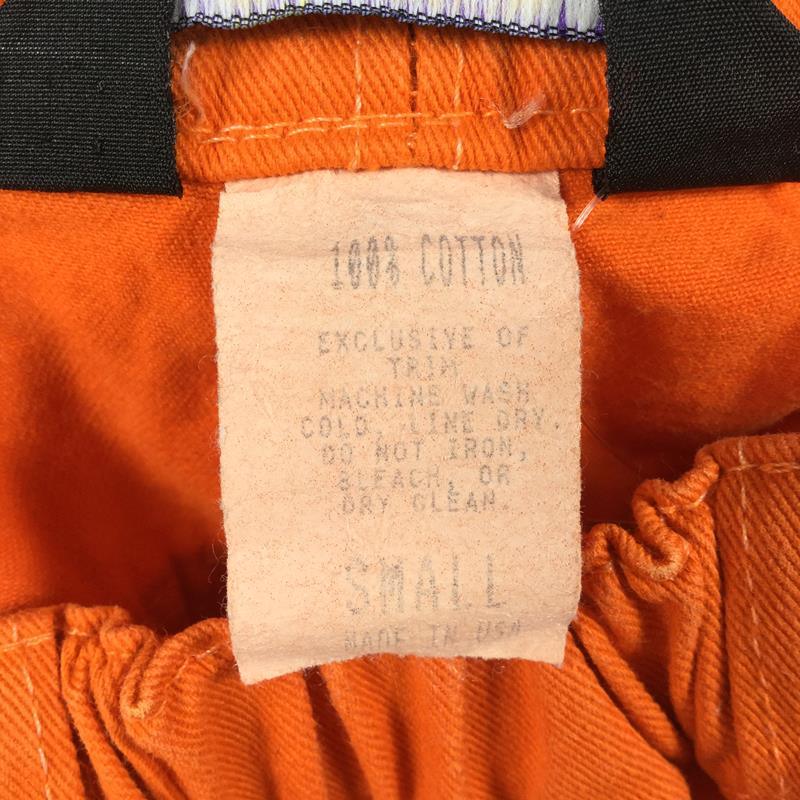 100% COTTON
EXCLUSIVE OF
TRIM
MACHINE WASH
COLD, LINE DRY.
DO NOT IRON,
BLEACH, OR
DRY CLEAN.
SMALL
MADE IN USA